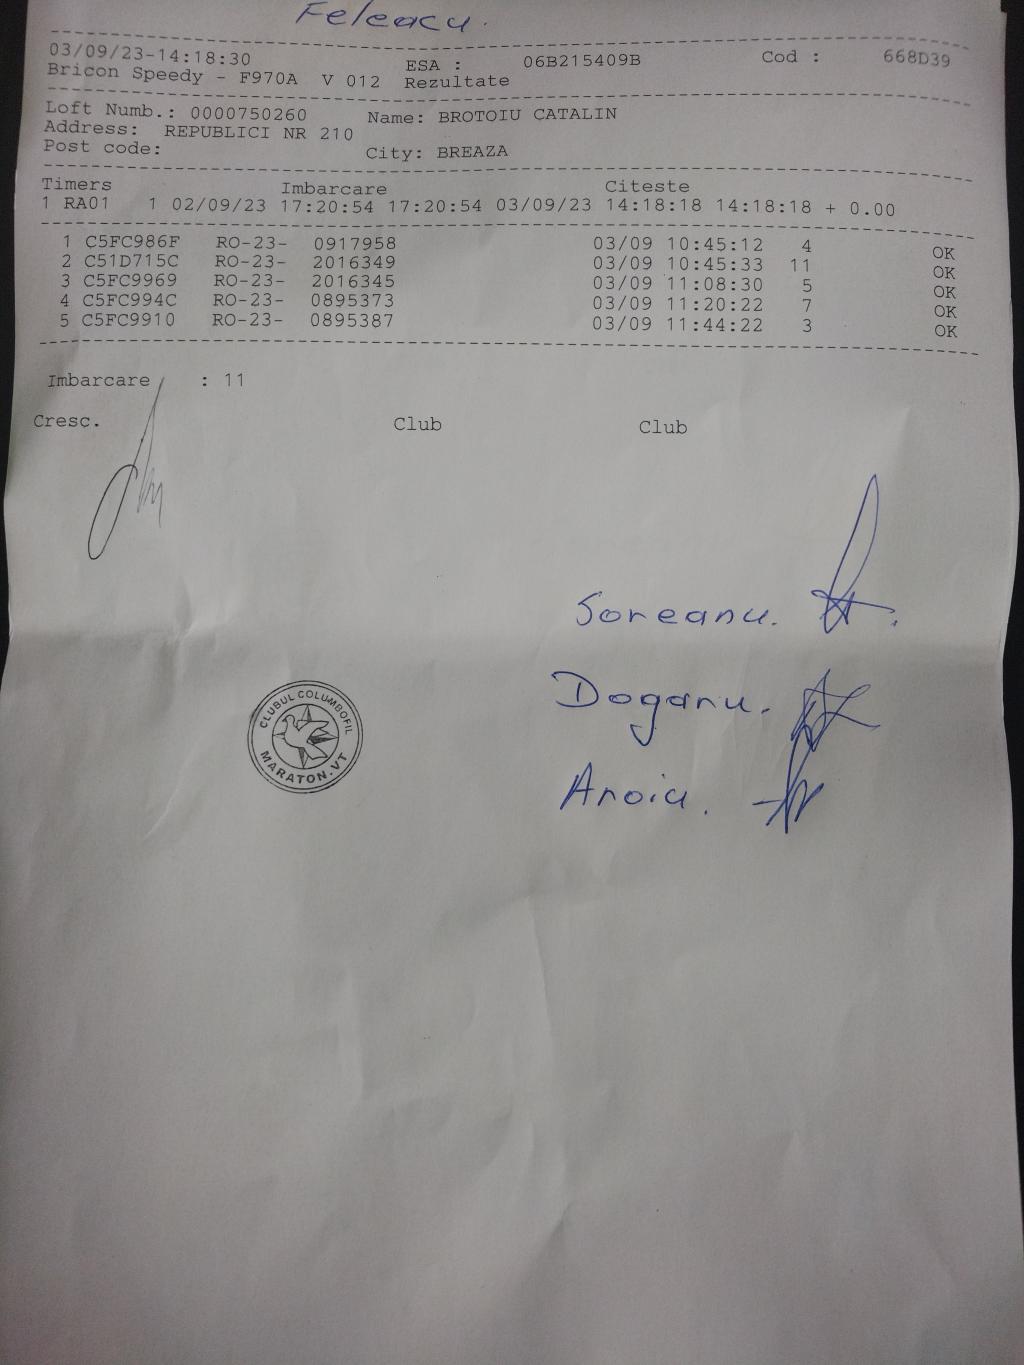 Feleacu.
03/09/23-14:18:30 ESA : 06B215409B Cod : 668D39
Bricon Speedy - F970A V 012 Rezultate
Loft Numb.: 0000750260 Name: BROTOIU CATALIN
Address: REPUBLICI NR 210
Post code: City: BREAZA
Timers Imbarcare Citeste
1 RA01 1 02/09/23 17:20:54 17:20:54 03/09/23 14:18:18 14:18:18 + 0.00
1 C5FC986F RO-23- 0917958 03/09 10:45:12 4 OK
2 C51D715C RO-23- 2016349 03/09 10:45:33 11 OK
3 C5FC9969 RO-23- 2016345 03/09 11:08:30 5 OK
4 C5FC994C RO-23- 0895373 03/09 11:20:22 7 OK
5 C5FC9910 RO-23- 0895387 03/09 11:44:22 3 OK
Imbarcare : 11
Cresc. Club Club
Soreanu.
Doganu.
Aroiu.
CLUBUL COLUMBOFIL
MARATON.VT